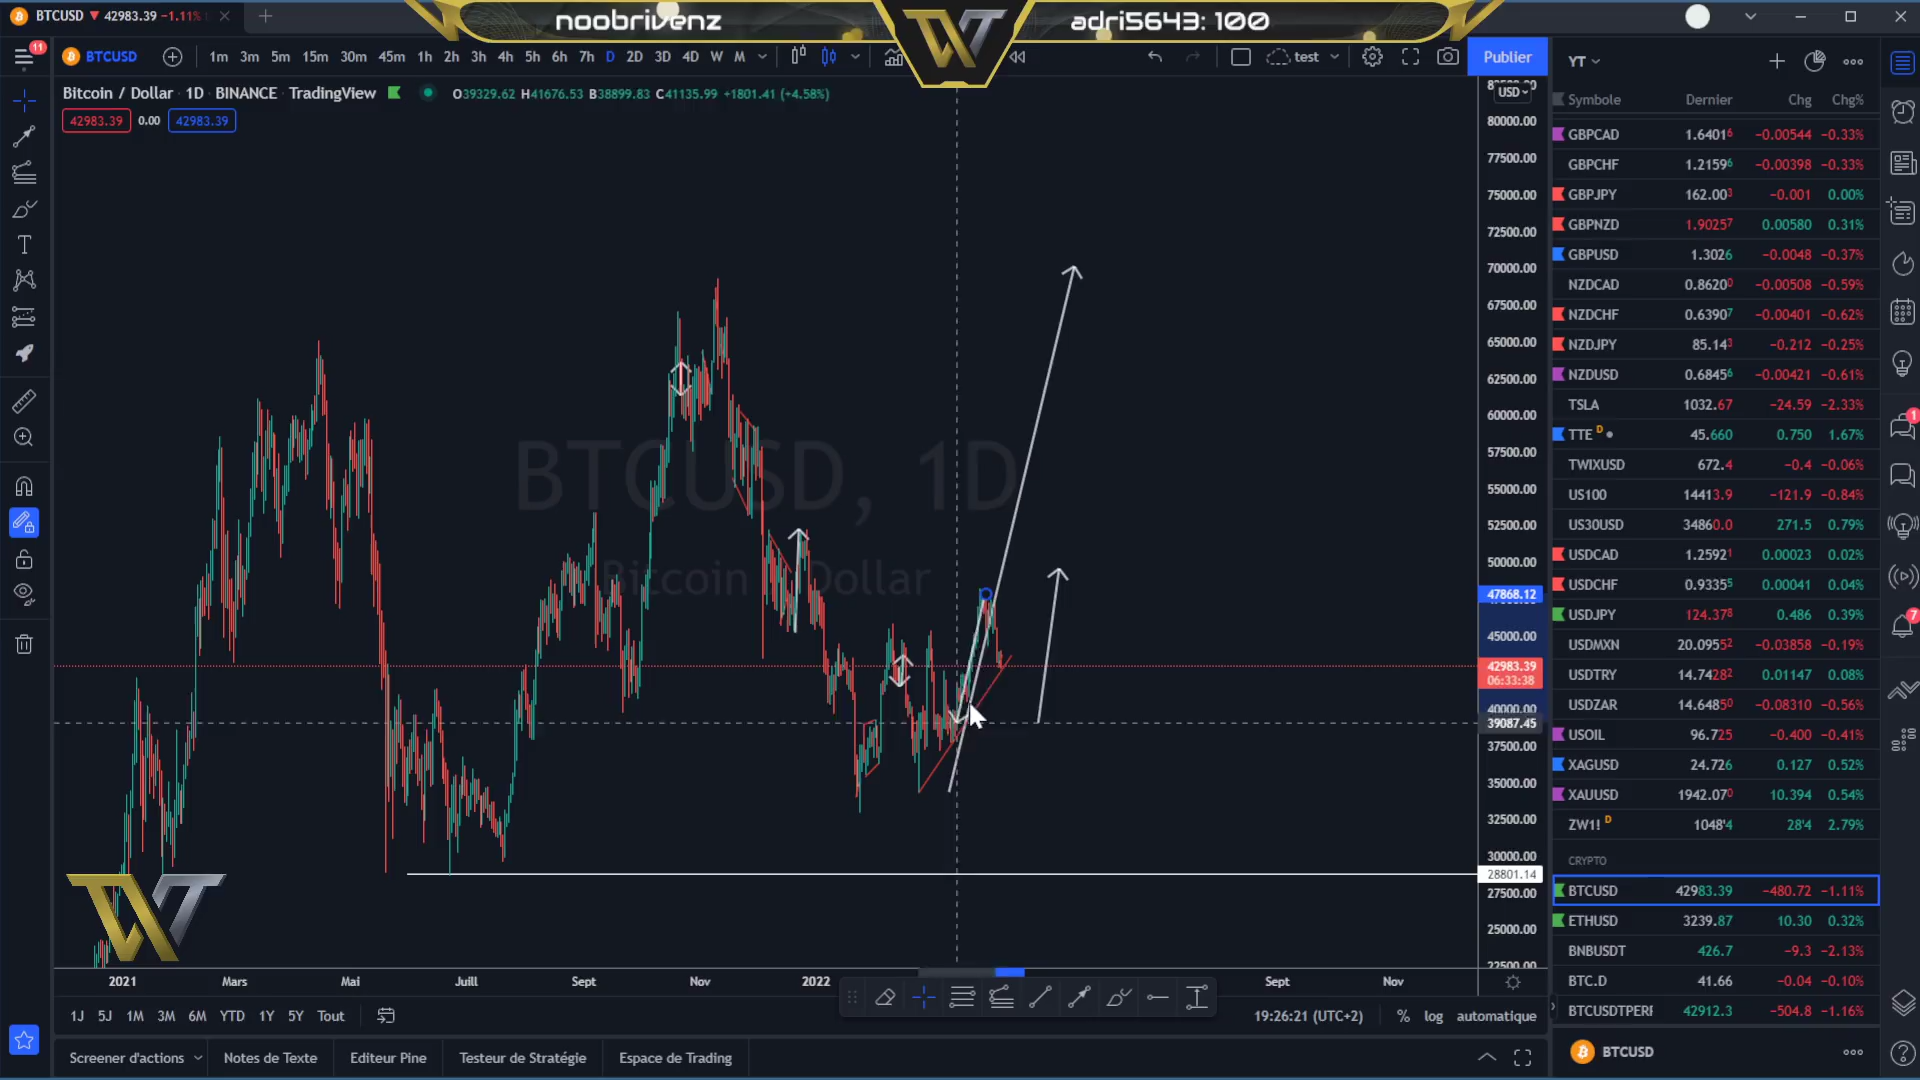 BTCUSD ▼ 42983.39 −1.11%
noobrivenz
adri5643: 100
11
BTCUSD
1m 3m 5m 15m 30m 45m 1h 2h 3h 4h 5h 6h 7h D 2D 3D 4D W M
test
Publier
YT
Bitcoin / Dollar · 1D · BINANCE · TradingView
O39329.62 H41676.53 B38899.83 C41135.99 +1801.41 (+4.58%)
42983.39 0.00 42983.39
USD
80000.00
77500.00
75000.00
72500.00
70000.00
67500.00
65000.00
62500.00
60000.00
57500.00
55000.00
52500.00
50000.00
47868.12
45000.00
42983.39
06:33:38
40000.00
39087.45
37500.00
35000.00
32500.00
30000.00
28801.14
27500.00
25000.00
22500.00
BTCUSD, 1D
Bitcoin / Dollar
Symbole Dernier Chg Chg%
GBPCAD 1.6401⁶ −0.00544 −0.33%
GBPCHF 1.2159⁶ −0.00398 −0.33%
GBPJPY 162.00³ −0.001 0.00%
GBPNZD 1.9025⁷ 0.00580 0.31%
GBPUSD 1.3026 −0.0048 −0.37%
NZDCAD 0.8620⁰ −0.00508 −0.59%
NZDCHF 0.6390⁷ −0.00401 −0.62%
NZDJPY 85.14³ −0.212 −0.25%
NZDUSD 0.6845⁶ −0.00421 −0.61%
TSLA 1032.67 −24.59 −2.33%
TTE D 45.660 0.750 1.67%
TWIXUSD 672.4 −0.4 −0.06%
US100 14413.9 −121.9 −0.84%
US30USD 34860.0 271.5 0.79%
USDCAD 1.2592¹ 0.00023 0.02%
USDCHF 0.9335⁵ 0.00041 0.04%
USDJPY 124.37⁸ 0.486 0.39%
USDMXN 20.0955² −0.03858 −0.19%
USDTRY 14.7428² 0.01147 0.08%
USDZAR 14.6485⁰ −0.08310 −0.56%
USOIL 96.725 −0.400 −0.41%
XAGUSD 24.726 0.127 0.52%
XAUUSD 1942.07⁰ 10.394 0.54%
ZW1! D 1048'4 28'4 2.79%
CRYPTO
BTCUSD 42983.39 −480.72 −1.11%
ETHUSD 3239.87 10.30 0.32%
BNBUSDT 426.7 −9.3 −2.13%
BTC.D 41.66 −0.04 −0.10%
BTCUSDTPERP 42912.3 −504.8 −1.16%
BTCUSD
1
7
2021 Mars Mai Juill Sept Nov 2022 Sept Nov
1J 5J 1M 3M 6M YTD 1Y 5Y Tout
19:26:21 (UTC+2) % log automatique
Screener d'actions Notes de Texte Editeur Pine Testeur de Stratégie Espace de Trading